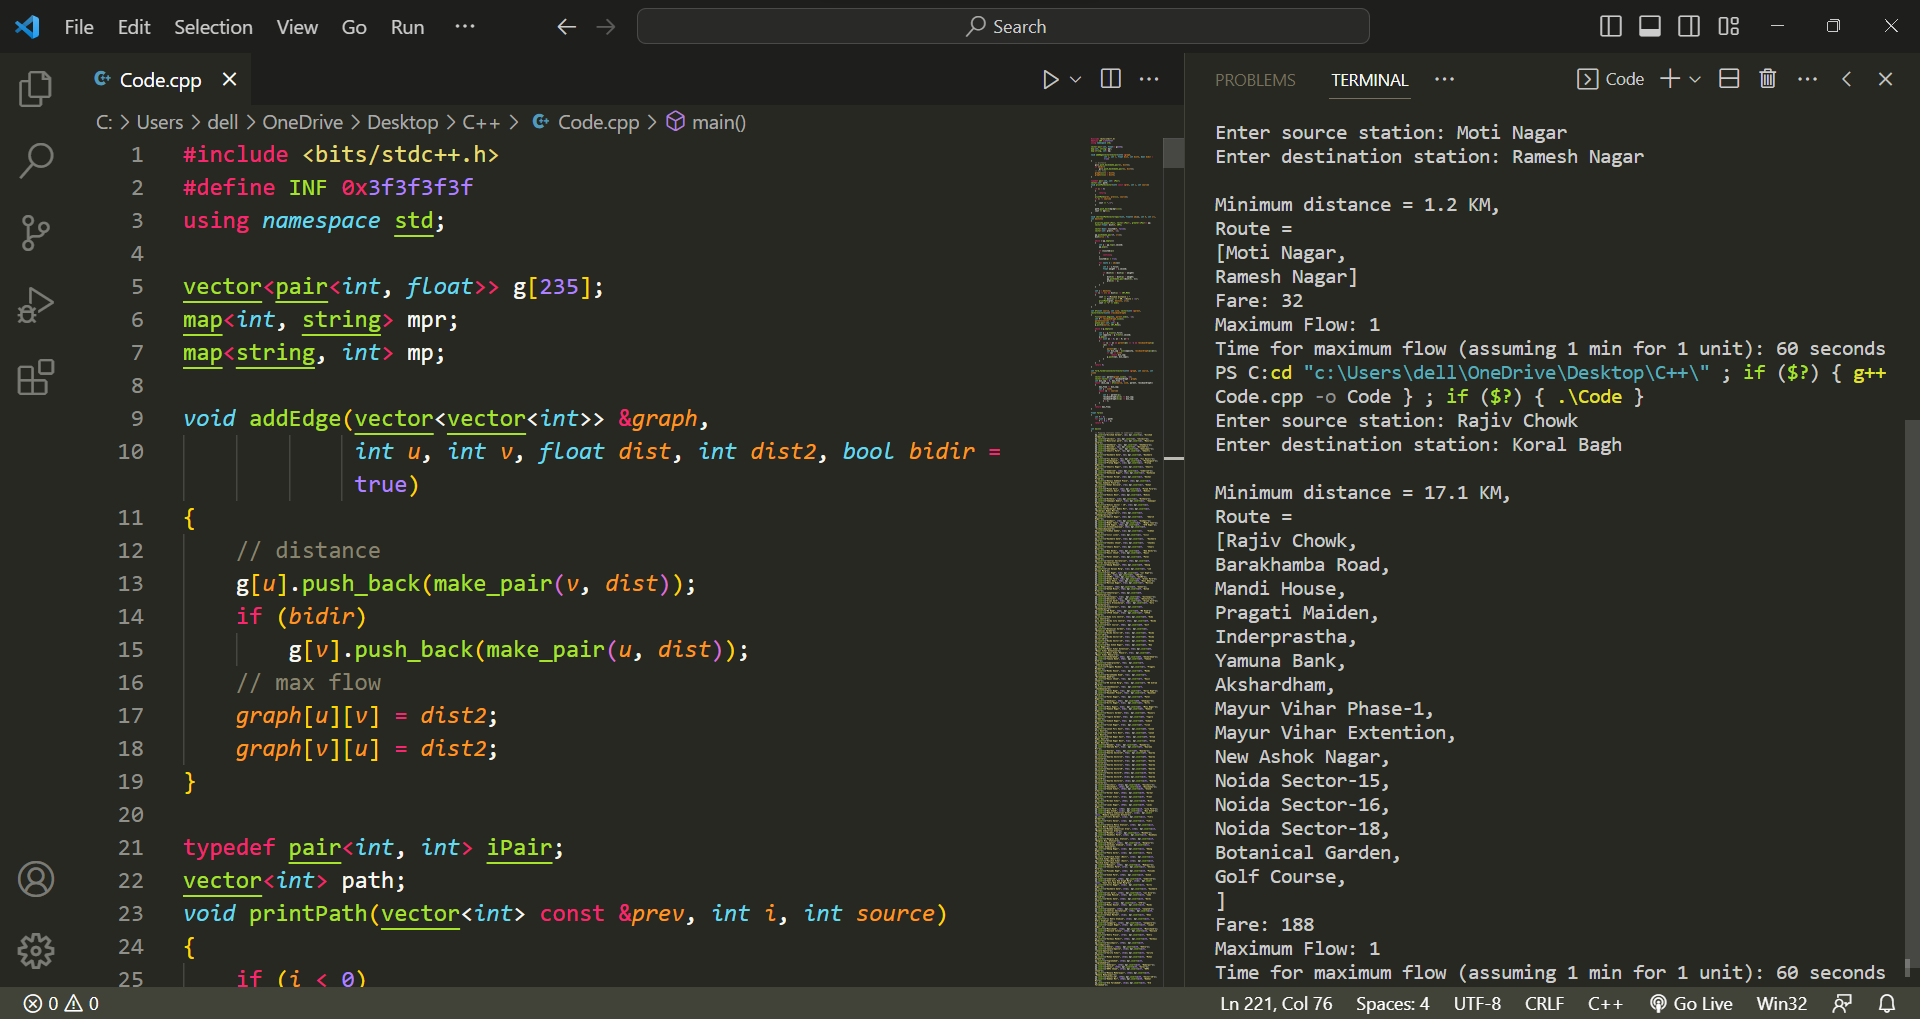 File Edit Selection View Go Run ··· Search
Code.cpp
C: > Users > dell > OneDrive > Desktop > C++ > Code.cpp > main()
1 #include <bits/stdc++.h>
2 #define INF 0x3f3f3f3f
3 using namespace std;
4
5 vector<pair<int, float>> g[235];
6 map<int, string> mpr;
7 map<string, int> mp;
8
9 void addEdge(vector<vector<int>> &graph,
10 int u, int v, float dist, int dist2, bool bidir =
true)
11 {
12 // distance
13 g[u].push_back(make_pair(v, dist));
14 if (bidir)
15 g[v].push_back(make_pair(u, dist));
16 // max flow
17 graph[u][v] = dist2;
18 graph[v][u] = dist2;
19 }
20
21 typedef pair<int, int> iPair;
22 vector<int> path;
23 void printPath(vector<int> const &prev, int i, int source)
24 {
25 if (i < 0)
PROBLEMS TERMINAL ··· Code
Enter source station: Moti Nagar
Enter destination station: Ramesh Nagar
Minimum distance = 1.2 KM,
Route =
[Moti Nagar,
Ramesh Nagar]
Fare: 32
Maximum Flow: 1
Time for maximum flow (assuming 1 min for 1 unit): 60 seconds
PS C:cd "c:\Users\dell\OneDrive\Desktop\C++\" ; if ($?) { g++
Code.cpp -o Code } ; if ($?) { .\Code }
Enter source station: Rajiv Chowk
Enter destination station: Koral Bagh
Minimum distance = 17.1 KM,
Route =
[Rajiv Chowk,
Barakhamba Road,
Mandi House,
Pragati Maiden,
Inderprastha,
Yamuna Bank,
Akshardham,
Mayur Vihar Phase-1,
Mayur Vihar Extention,
New Ashok Nagar,
Noida Sector-15,
Noida Sector-16,
Noida Sector-18,
Botanical Garden,
Golf Course,
]
Fare: 188
Maximum Flow: 1
Time for maximum flow (assuming 1 min for 1 unit): 60 seconds
0 0 Ln 221, Col 76 Spaces: 4 UTF-8 CRLF C++ Go Live Win32